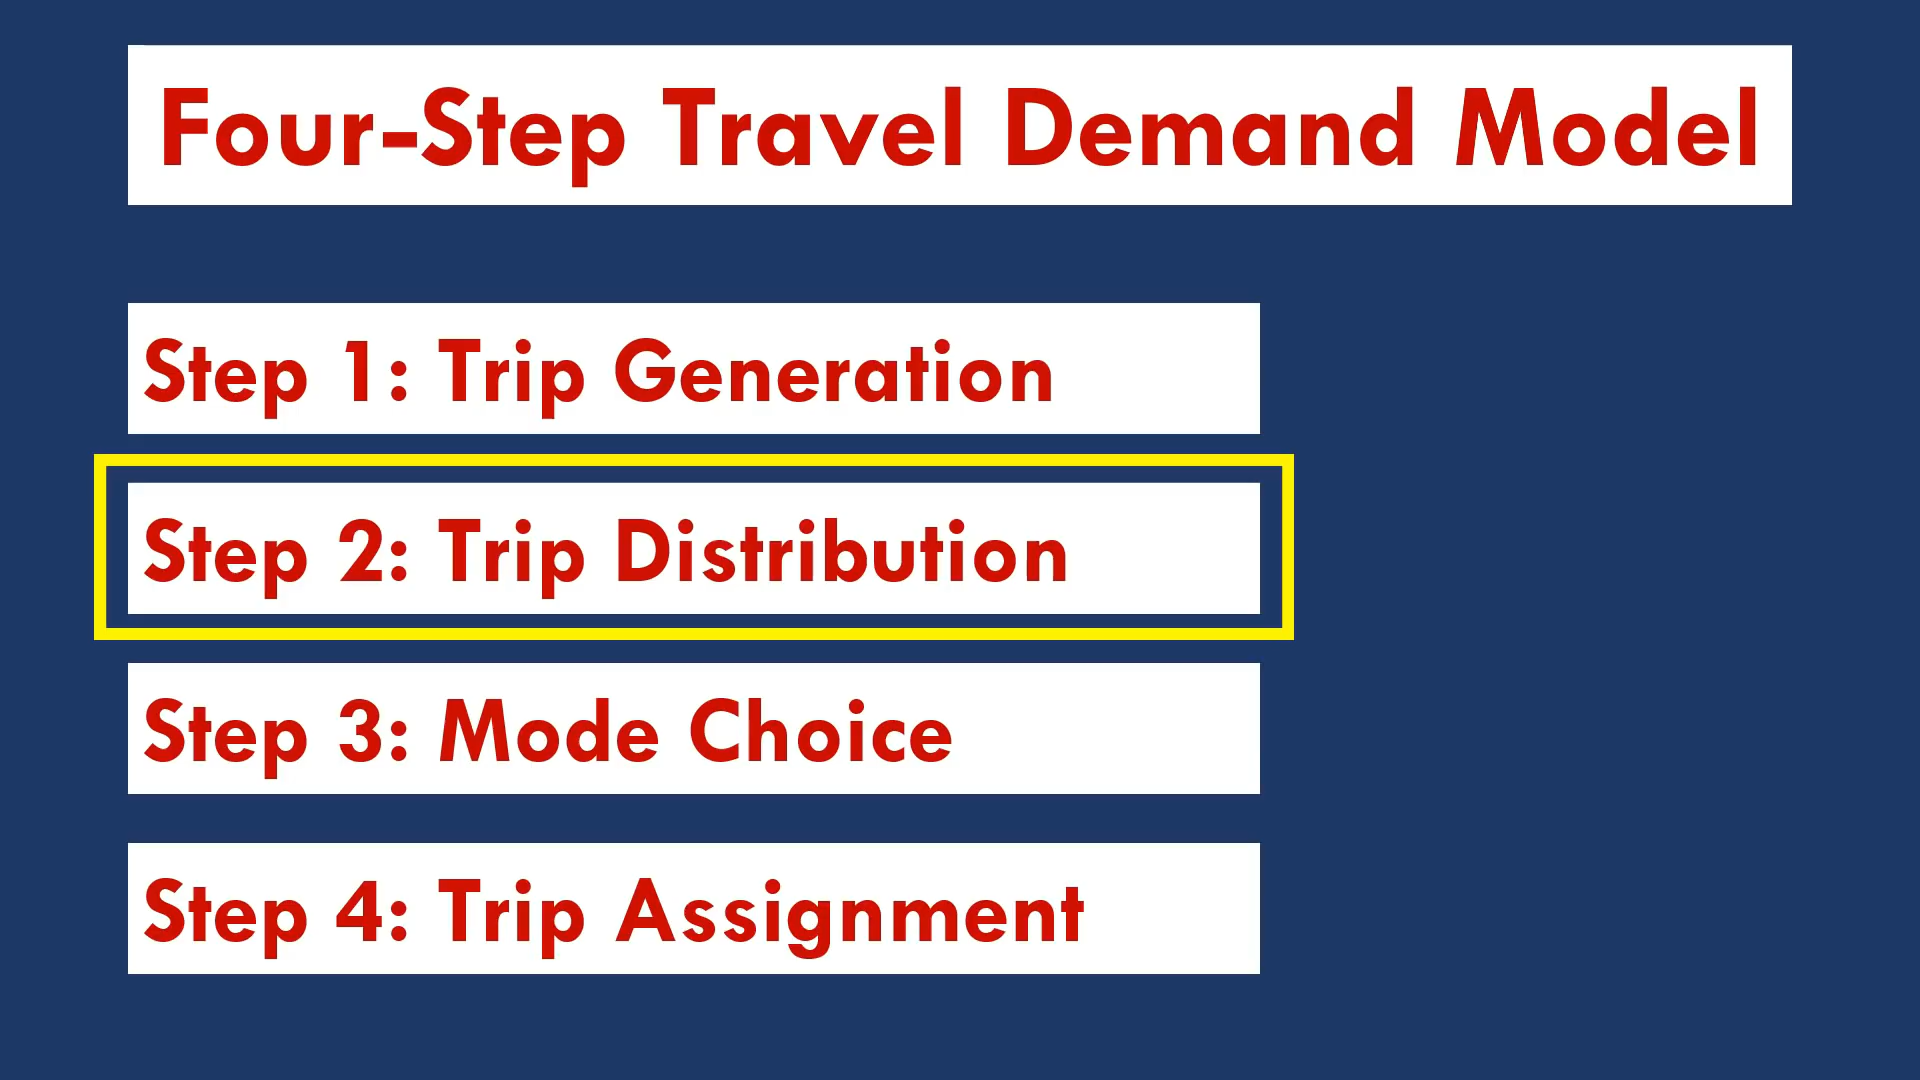 Four-Step Travel Demand Model
Step 1: Trip Generation
Step 2: Trip Distribution
Step 3: Mode Choice
Step 4: Trip Assignment